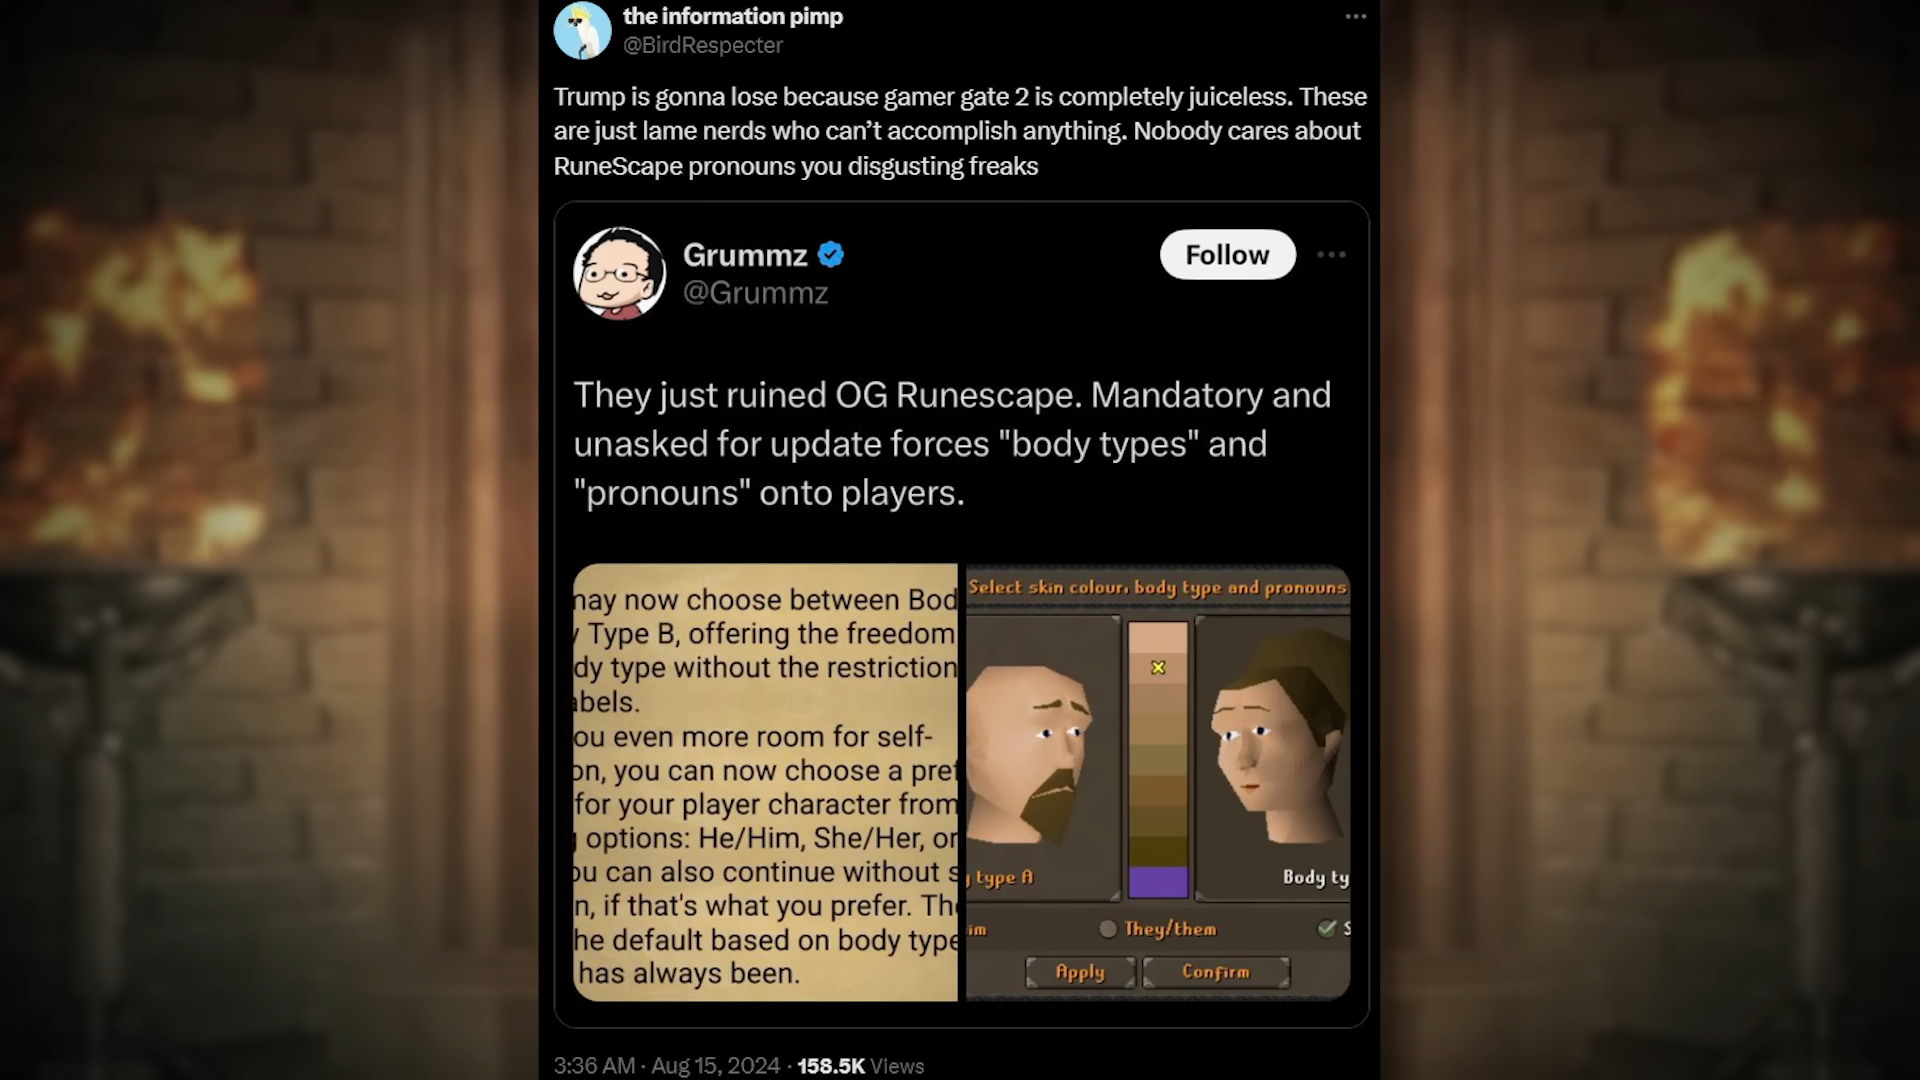 the information pimp
@BirdRespecter
Trump is gonna lose because gamer gate 2 is completely juiceless. These
are just lame nerds who can’t accomplish anything. Nobody cares about
RuneScape pronouns you disgusting freaks
Grummz
@Grummz
Follow
They just ruined OG Runescape. Mandatory and
unasked for update forces "body types" and
"pronouns" onto players.
may now choose between Bod
Type B, offering the freedom
dy type without the restriction
abels.
ou even more room for self-
on, you can now choose a pref
for your player character from
options: He/Him, She/Her, or
ou can also continue without s
n, if that's what you prefer. The
he default based on body type
has always been.
Select skin colour, body type and pronouns
type A
Body ty
im
They/them
S
Apply
Confirm
3:36 AM · Aug 15, 2024 · 158.5K Views